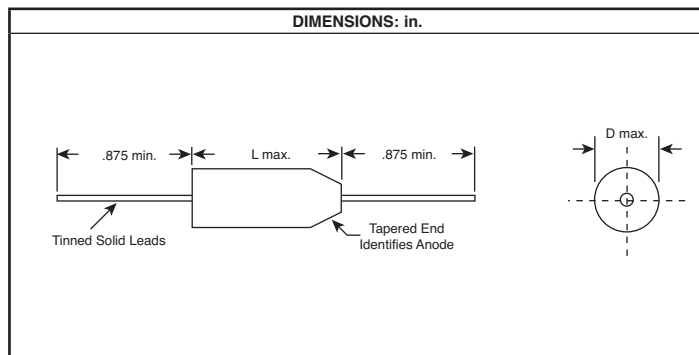 DIMENSIONS: in.
D max.
.875 min.
L max.
.875 min.
Tinned Solid Leads
Tapered End
Identifies Anode